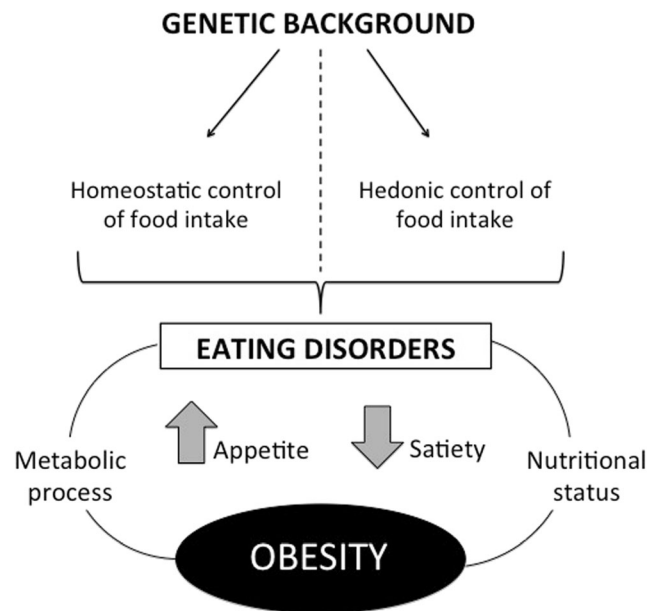 GENETIC BACKGROUND
Homeostatic control
of food intake
Hedonic control of
food intake
EATING DISORDERS
Appetite
Satiety
Metabolic
process
Nutritional
status
OBESITY